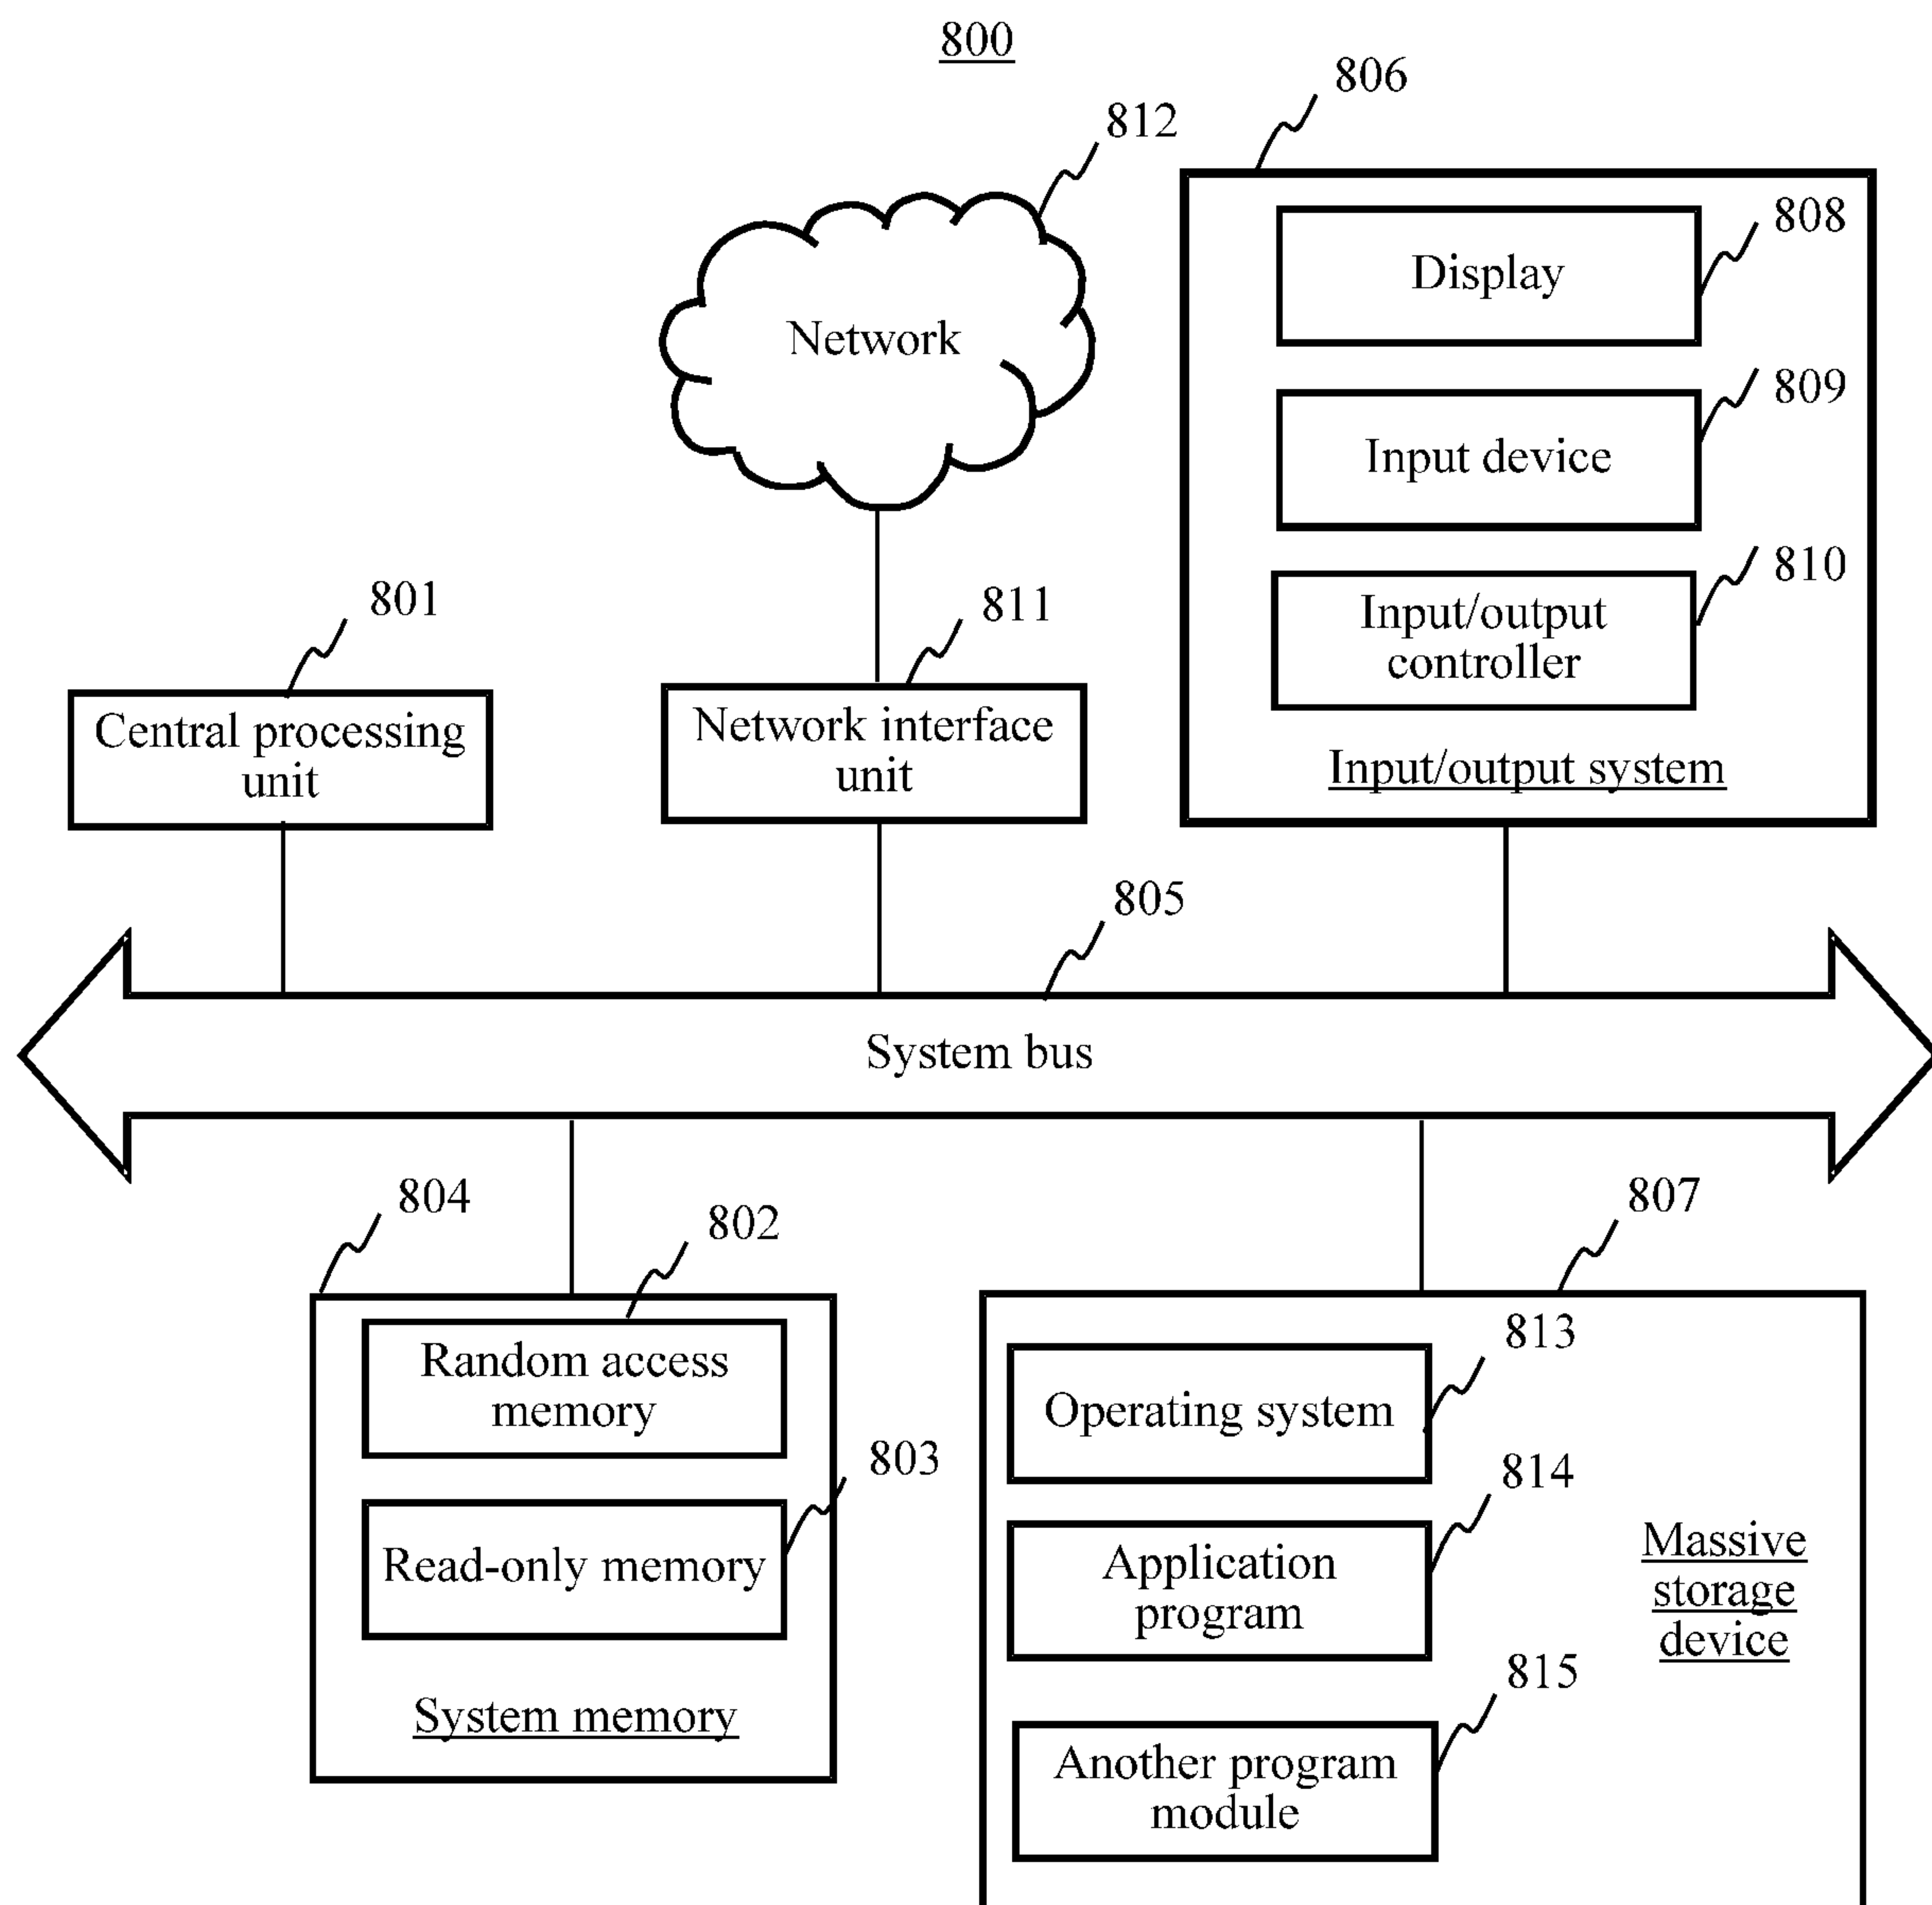 800
806
812
808
Display
Network
809
Input device
810
Input/output
controller
801
811
Central processing
unit
Network interface
unit
Input/output system
805
System bus
804
802
807
Random access
memory
813
Operating system
803
Read-only memory
814
Application
program
Massive
storage
device
815
System memory
Another program
module